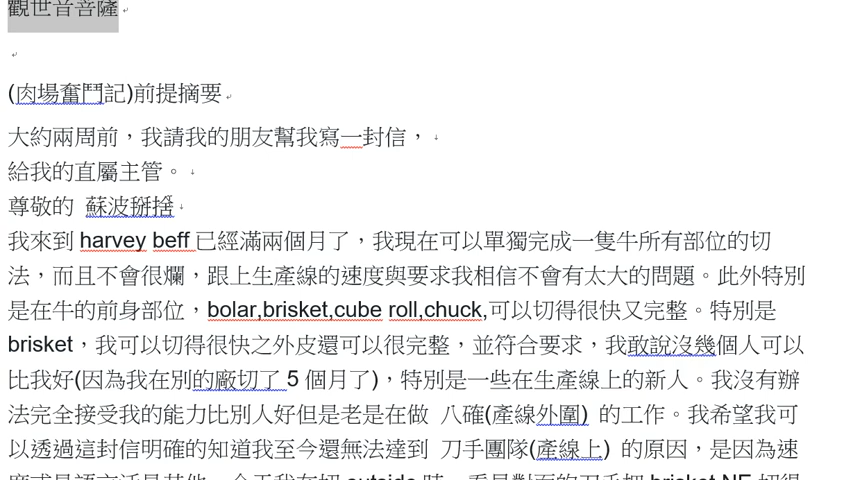 觀世音菩薩
(肉場奮鬥記)前提摘要
大約兩周前，我請我的朋友幫我寫一封信，
給我的直屬主管。
尊敬的 蘇波掰捨
我來到 harvey beff 已經滿兩個月了，我現在可以單獨完成一隻牛所有部位的切
法，而且不會很爛，跟上生產線的速度與要求我相信不會有太大的問題。此外特別
是在牛的前身部位，bolar,brisket,cube roll,chuck,可以切得很快又完整。特別是
brisket，我可以切得很快之外皮還可以很完整，並符合要求，我敢說沒幾個人可以
比我好(因為我在別的廠切了 5 個月了)，特別是一些在生產線上的新人。我沒有辦
法完全接受我的能力比別人好但是老是在做 八確(產線外圍) 的工作。我希望我可
以透過這封信明確的知道我至今還無法達到 刀手團隊(產線上) 的原因，是因為速